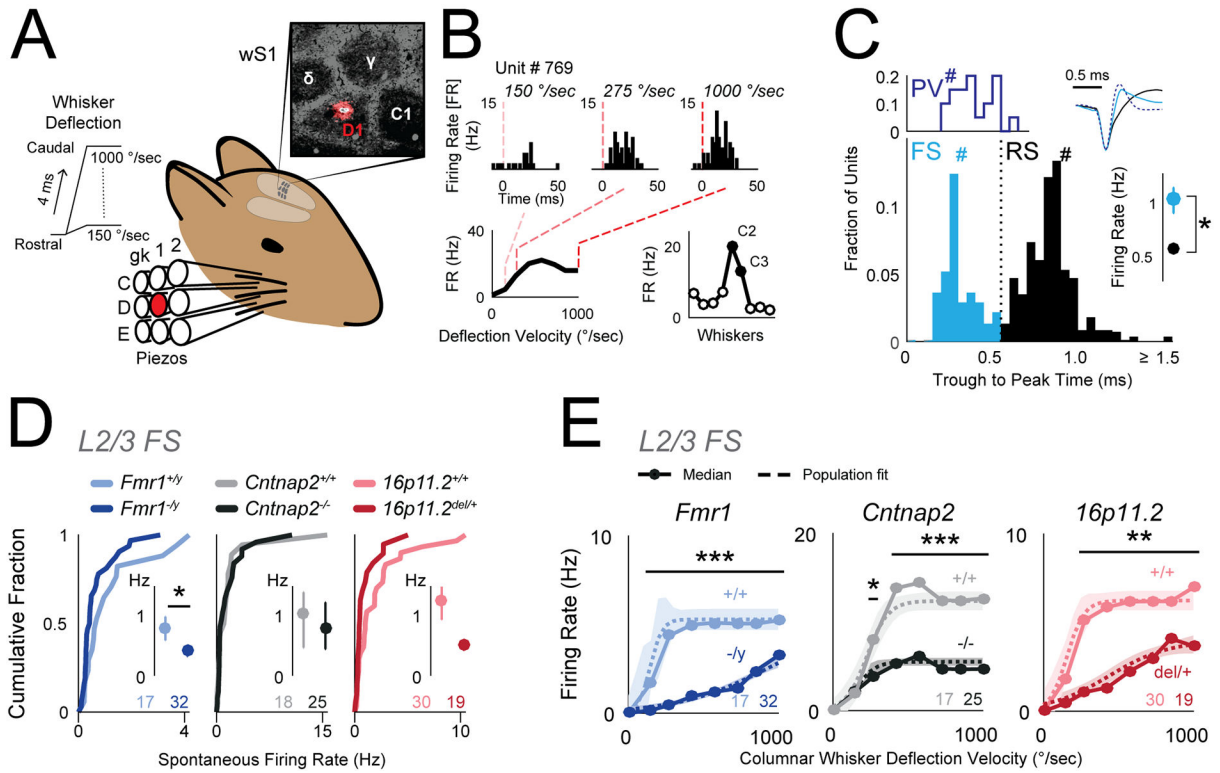 A
wS1
δ
γ
D1
C1
Whisker
Deflection
Caudal
1000 °/sec
4 ms
Rostral
150 °/sec
gk 1 2
C
D
E
Piezos
B
Unit # 769
150 °/sec 275 °/sec 1000 °/sec
Firing Rate [FR]
(Hz)
15 15 15
0 50 0 50 0 50
Time (ms)
40
FR (Hz)
0
0 1000
Deflection Velocity (°/sec)
20
FR (Hz)
0
C2
C3
Whiskers
C
0.2
0.1
0
PV#
0.5 ms
FS #
RS #
Fraction of Units
0.1
0.05
0
0 0.5 1.0 ≥ 1.5
Trough to Peak Time (ms)
Firing Rate (Hz)
1
0.5
*
D
L2/3 FS
Fmr1+/y Cntnap2+/+ 16p11.2+/+
Fmr1-/y Cntnap2-/- 16p11.2del/+
Cumulative Fraction
1
0.5
0
Hz
1
0
*
17 32
0 4
Hz
1
0
18 25
0 15
Hz
1
0
30 19
0 10
Spontaneous Firing Rate (Hz)
E
L2/3 FS
Median Population fit
Fmr1 Cntnap2 16p11.2
Firing Rate (Hz)
10
0
***
+/+
-/y
17 32
0 1000
20
0
*
***
+/+
-/-
17 25
0 1000
10
0
**
+/+
del/+
30 19
0 1000
Columnar Whisker Deflection Velocity (°/sec)